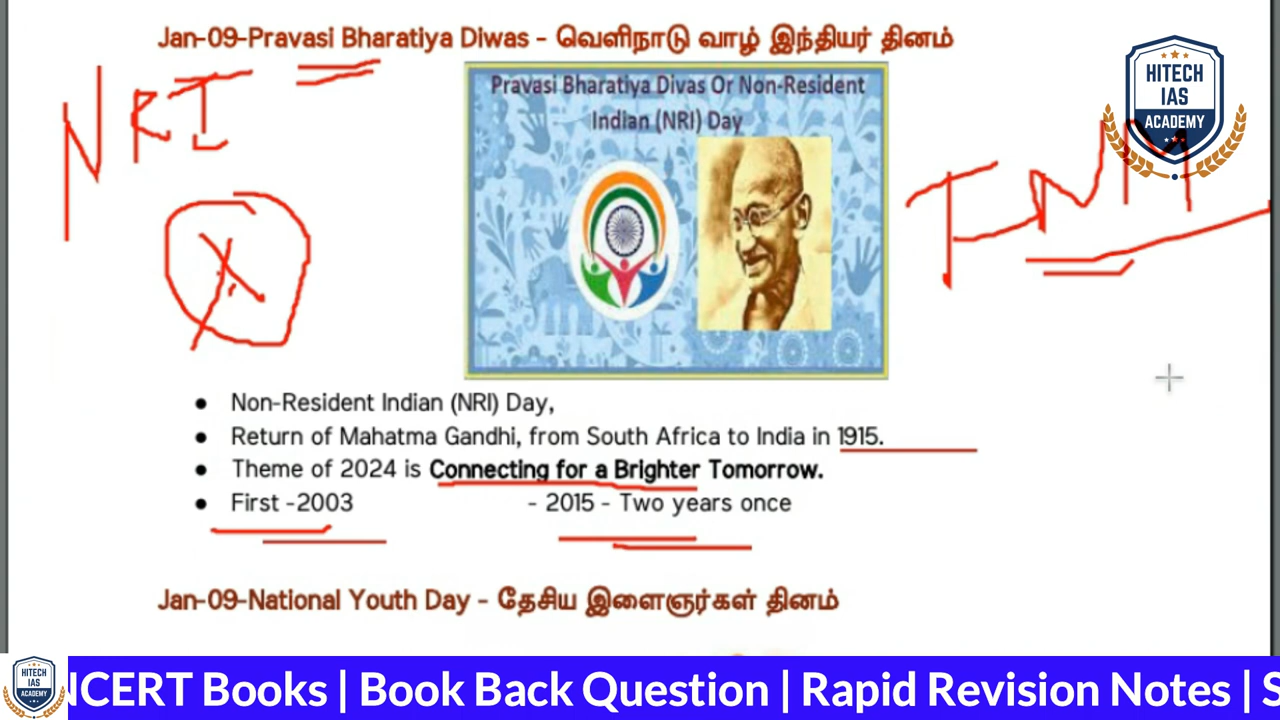 Jan-09-Pravasi Bharatiya Diwas - வெளிநாடு வாழ் இந்தியர் தினம்
NRI
Pravasi Bharatiya Divas Or Non-Resident
Indian (NRI) Day
HITECH
IAS
ACADEMY
● Non-Resident Indian (NRI) Day,
● Return of Mahatma Gandhi, from South Africa to India in 1915.
● Theme of 2024 is Connecting for a Brighter Tomorrow.
● First -2003 - 2015 - Two years once
Jan-09-National Youth Day - தேசிய இளைஞர்கள் தினம்
HITECH
IAS
ACADEMY
NCERT Books | Book Back Question | Rapid Revision Notes | S